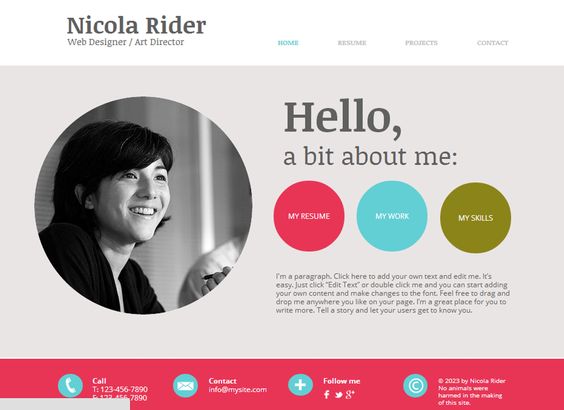 Nicola Rider
Web Designer / Art Director
HOME
RESUME
PROJECTS
CONTACT
Hello,
a bit about me:
MY RESUME
MY WORK
MY SKILLS
I'm a paragraph. Click here to add your own text and edit me. It's
easy. Just click "Edit Text" or double click me and you can start adding
your own content and make changes to the font. Feel free to drag and
drop me anywhere you like on your page. I'm a great place for you to
write more. Tell a story and let your users get to know you.
Call
T: 123-456-7890
F: 123-456-7890
Contact
info@mysite.com
Follow me
© 2023 by Nicola Rider
No animals were
harmed in the making
of this site.